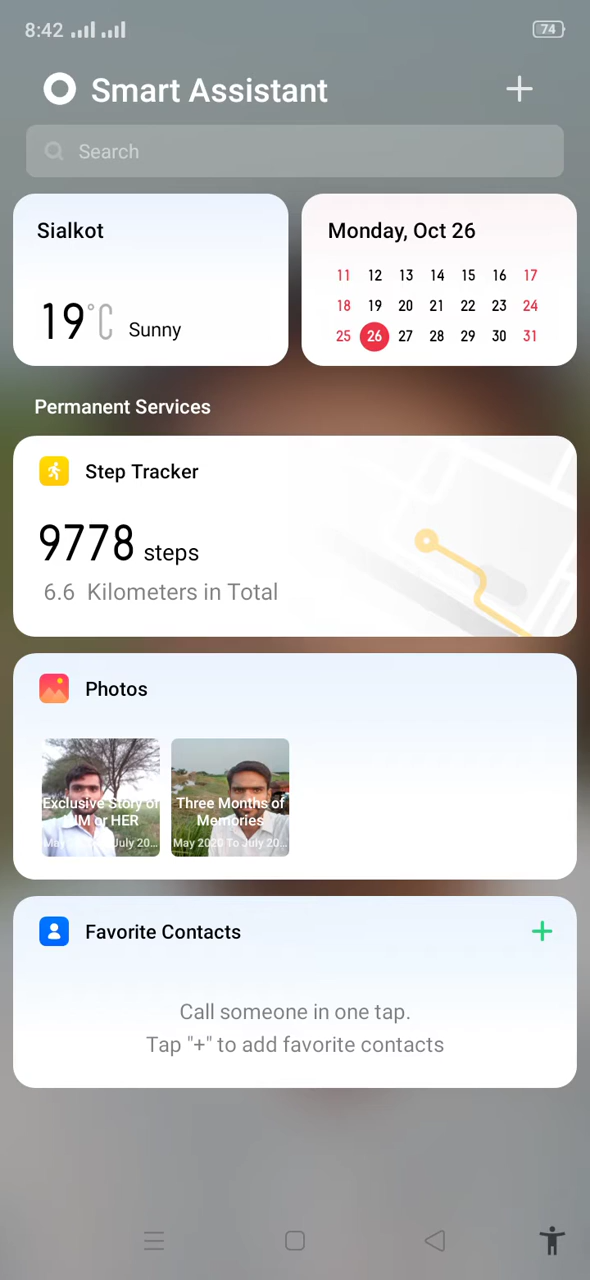 8:42
74
Smart Assistant
Search
Sialkot
19°C Sunny
Monday, Oct 26
11 12 13 14 15 16 17
18 19 20 21 22 23 24
25 26 27 28 29 30 31
Permanent Services
Step Tracker
9778 steps
6.6 Kilometers in Total
Photos
Exclusive Story of
HIM or HER
July 20...
Three Months of
Memories
May 2020 To July 20...
Favorite Contacts
Call someone in one tap.
Tap "+" to add favorite contacts